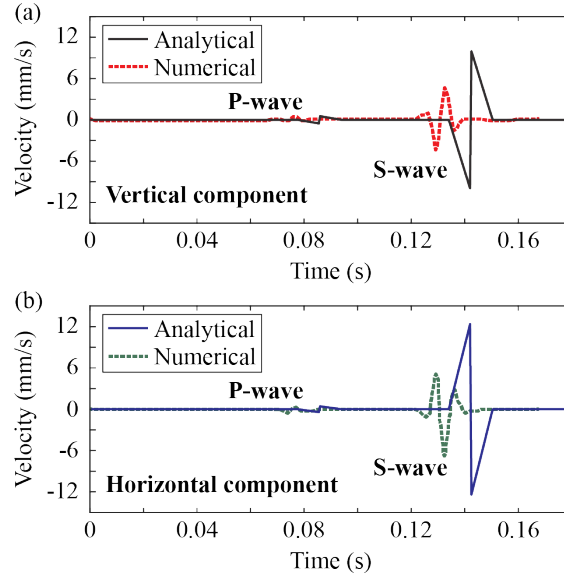 (a)
12
6
0
-6
-12
Velocity (mm/s)
Analytical
Numerical
P-wave
S-wave
Vertical component
0
0.04
0.08
0.12
0.16
Time (s)
(b)
12
6
0
-6
-12
Velocity (mm/s)
Analytical
Numerical
P-wave
S-wave
Horizontal component
0
0.04
0.08
0.12
0.16
Time (s)